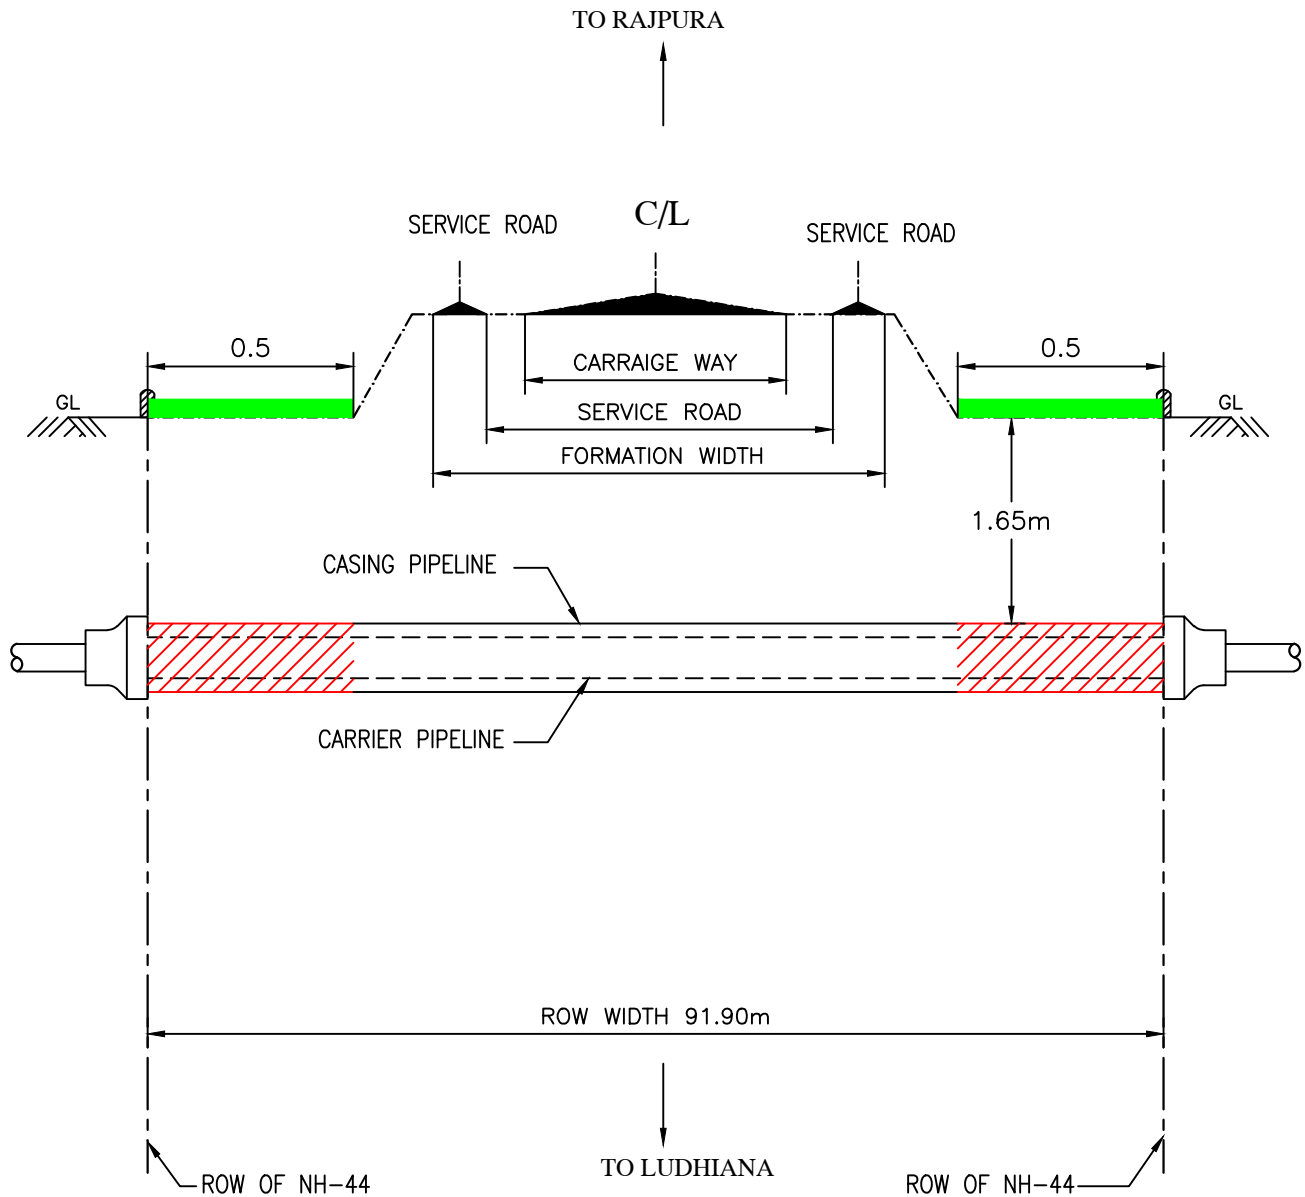 TO RAJPURA
C/L
SERVICE ROAD
SERVICE ROAD
0.5
0.5
CARRAIGE WAY
GL
GL
SERVICE ROAD
FORMATION WIDTH
1.65m
CASING PIPELINE
CARRIER PIPELINE
ROW WIDTH 91.90m
TO LUDHIANA
ROW OF NH-44
ROW OF NH-44